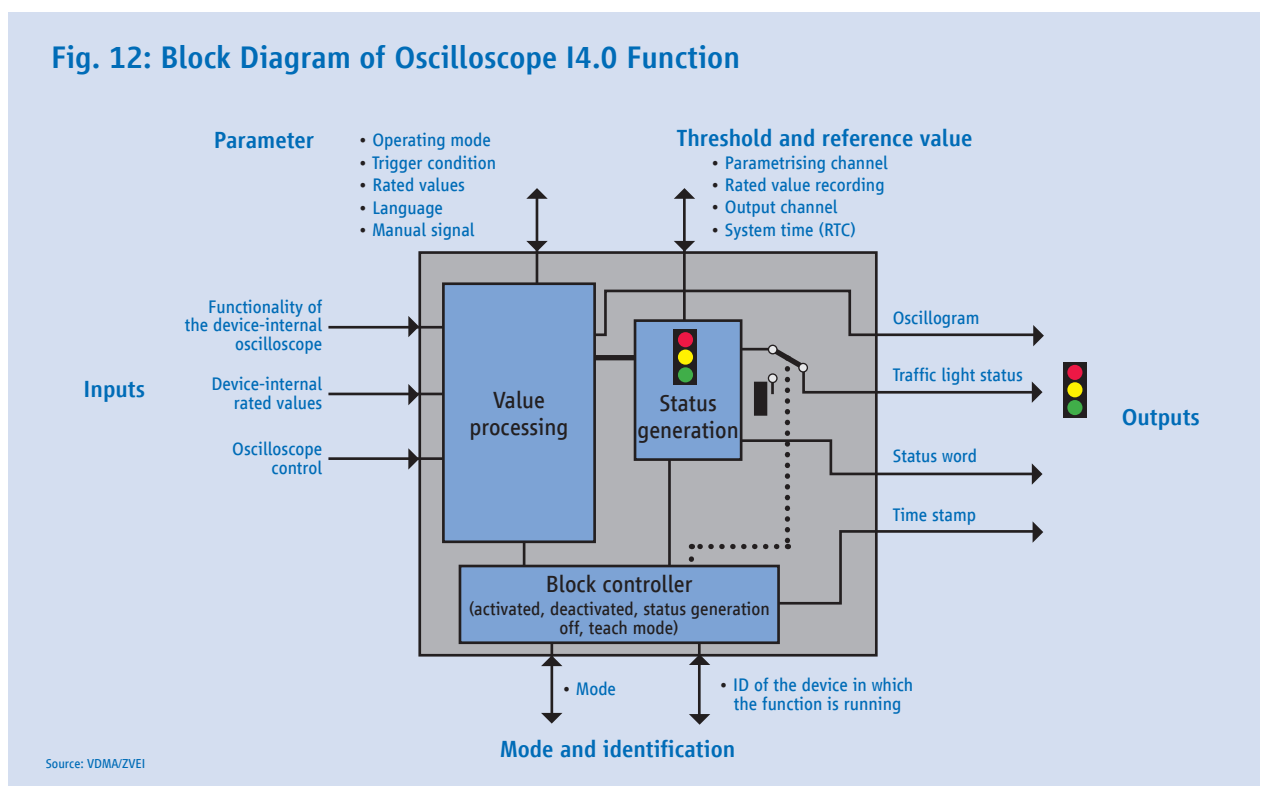 Fig. 12: Block Diagram of Oscilloscope I4.0 Function
Parameter
• Operating mode
• Trigger condition
• Rated values
• Language
• Manual signal
Threshold and reference value
• Parametrising channel
• Rated value recording
• Output channel
• System time (RTC)
Inputs
Functionality of
the device-internal
oscilloscope
Device-internal
rated values
Oscilloscope
control
Value
processing
Status
generation
Block controller
(activated, deactivated, status generation
off, teach mode)
Oscillogram
Traffic light status
Status word
Time stamp
Outputs
• Mode
• ID of the device in which
the function is running
Mode and identification
Source: VDMA/ZVEI